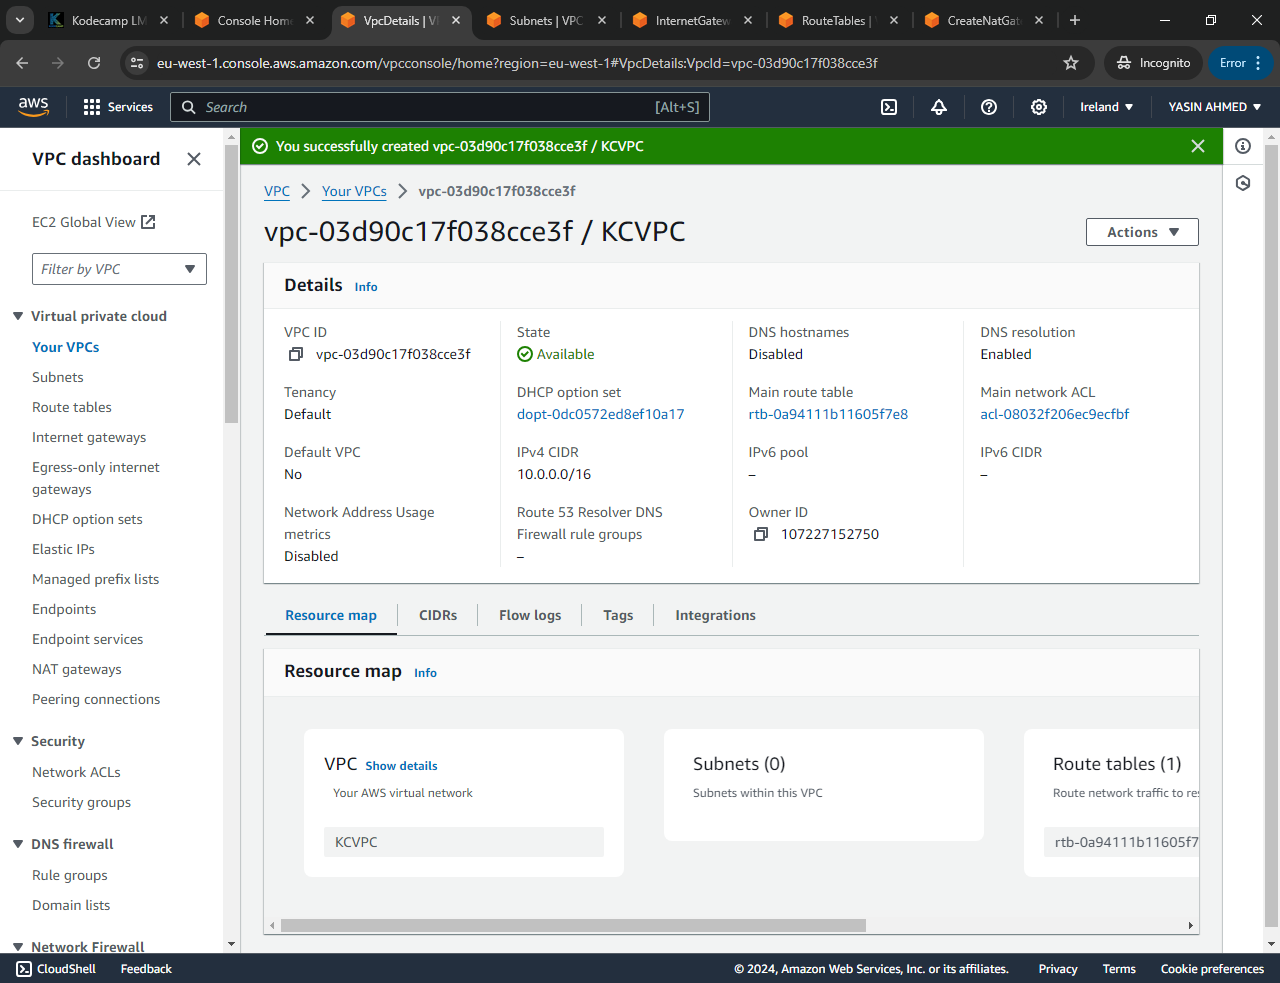 Kodecamp LM
Console Home
VpcDetails | V
Subnets | VPC
InternetGatew
RouteTables |
CreateNatGat
eu-west-1.console.aws.amazon.com/vpcconsole/home?region=eu-west-1#VpcDetails:VpcId=vpc-03d90c17f038cce3f
Incognito
Error
aws
Services
Search
[Alt+S]
Ireland
YASIN AHMED
VPC dashboard
EC2 Global View
Filter by VPC
Virtual private cloud
Your VPCs
Subnets
Route tables
Internet gateways
Egress-only internet
gateways
DHCP option sets
Elastic IPs
Managed prefix lists
Endpoints
Endpoint services
NAT gateways
Peering connections
Security
Network ACLs
Security groups
DNS firewall
Rule groups
Domain lists
Network Firewall
You successfully created vpc-03d90c17f038cce3f / KCVPC
VPC
Your VPCs
vpc-03d90c17f038cce3f
vpc-03d90c17f038cce3f / KCVPC
Actions
Details
Info
VPC ID
vpc-03d90c17f038cce3f
State
Available
DNS hostnames
Disabled
DNS resolution
Enabled
Tenancy
Default
DHCP option set
dopt-0dc0572ed8ef10a17
Main route table
rtb-0a94111b11605f7e8
Main network ACL
acl-08032f206ec9ecfbf
Default VPC
No
IPv4 CIDR
10.0.0.0/16
IPv6 pool
–
IPv6 CIDR
–
Network Address Usage
metrics
Disabled
Route 53 Resolver DNS
Firewall rule groups
–
Owner ID
107227152750
Resource map
CIDRs
Flow logs
Tags
Integrations
Resource map
Info
VPC
Show details
Your AWS virtual network
KCVPC
Subnets (0)
Subnets within this VPC
Route tables (1)
Route network traffic to res
rtb-0a94111b11605f7
CloudShell
Feedback
© 2024, Amazon Web Services, Inc. or its affiliates.
Privacy
Terms
Cookie preferences